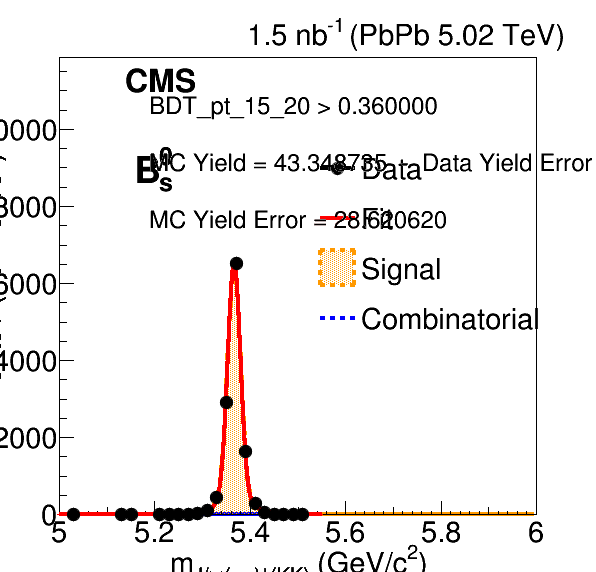 1.5 nb⁻¹ (PbPb 5.02 TeV)
CMS
BDT_pt_15_20 > 0.360000
B⁰ₛ
MC Yield = 43.348735 Data Yield Error
Data
MC Yield Error = 28.620620
Fit
Signal
Combinatorial
0000
8000
6000
4000
2000
0
5 5.2 5.4 5.6 5.8 6
(GeV/c²)